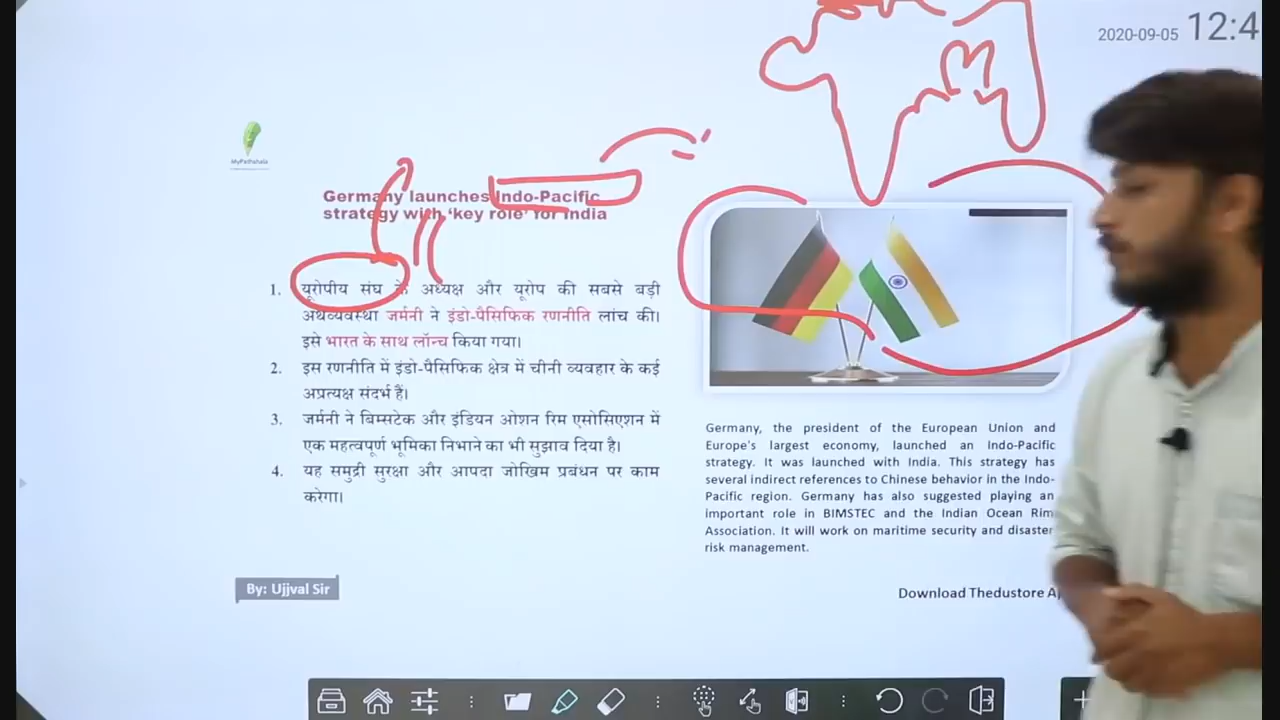 2020-09-05 12:4
MyPathshala
Germany launches Indo-Pacific
strategy with 'key role' for India
1. यूरोपीय संघ के अध्यक्ष और यूरोप की सबसे बड़ी
अर्थव्यवस्था जर्मनी ने इंडो-पैसिफिक रणनीति लांच की।
इसे भारत के साथ लॉन्च किया गया।
2. इस रणनीति में इंडो-पैसिफिक क्षेत्र में चीनी व्यवहार के कई
अप्रत्यक्ष संदर्भ हैं।
3. जर्मनी ने बिम्सटेक और इंडियन ओशन रिम एसोसिएशन में
एक महत्वपूर्ण भूमिका निभाने का भी सुझाव दिया है।
4. यह समुद्री सुरक्षा और आपदा जोखिम प्रबंधन पर काम
करेगा।
Germany, the president of the European Union and
Europe's largest economy, launched an Indo-Pacific
strategy. It was launched with India. This strategy has
several indirect references to Chinese behavior in the Indo-
Pacific region. Germany has also suggested playing an
important role in BIMSTEC and the Indian Ocean Rim
Association. It will work on maritime security and disaster
risk management.
By: Ujjval Sir
Download Thedustore A